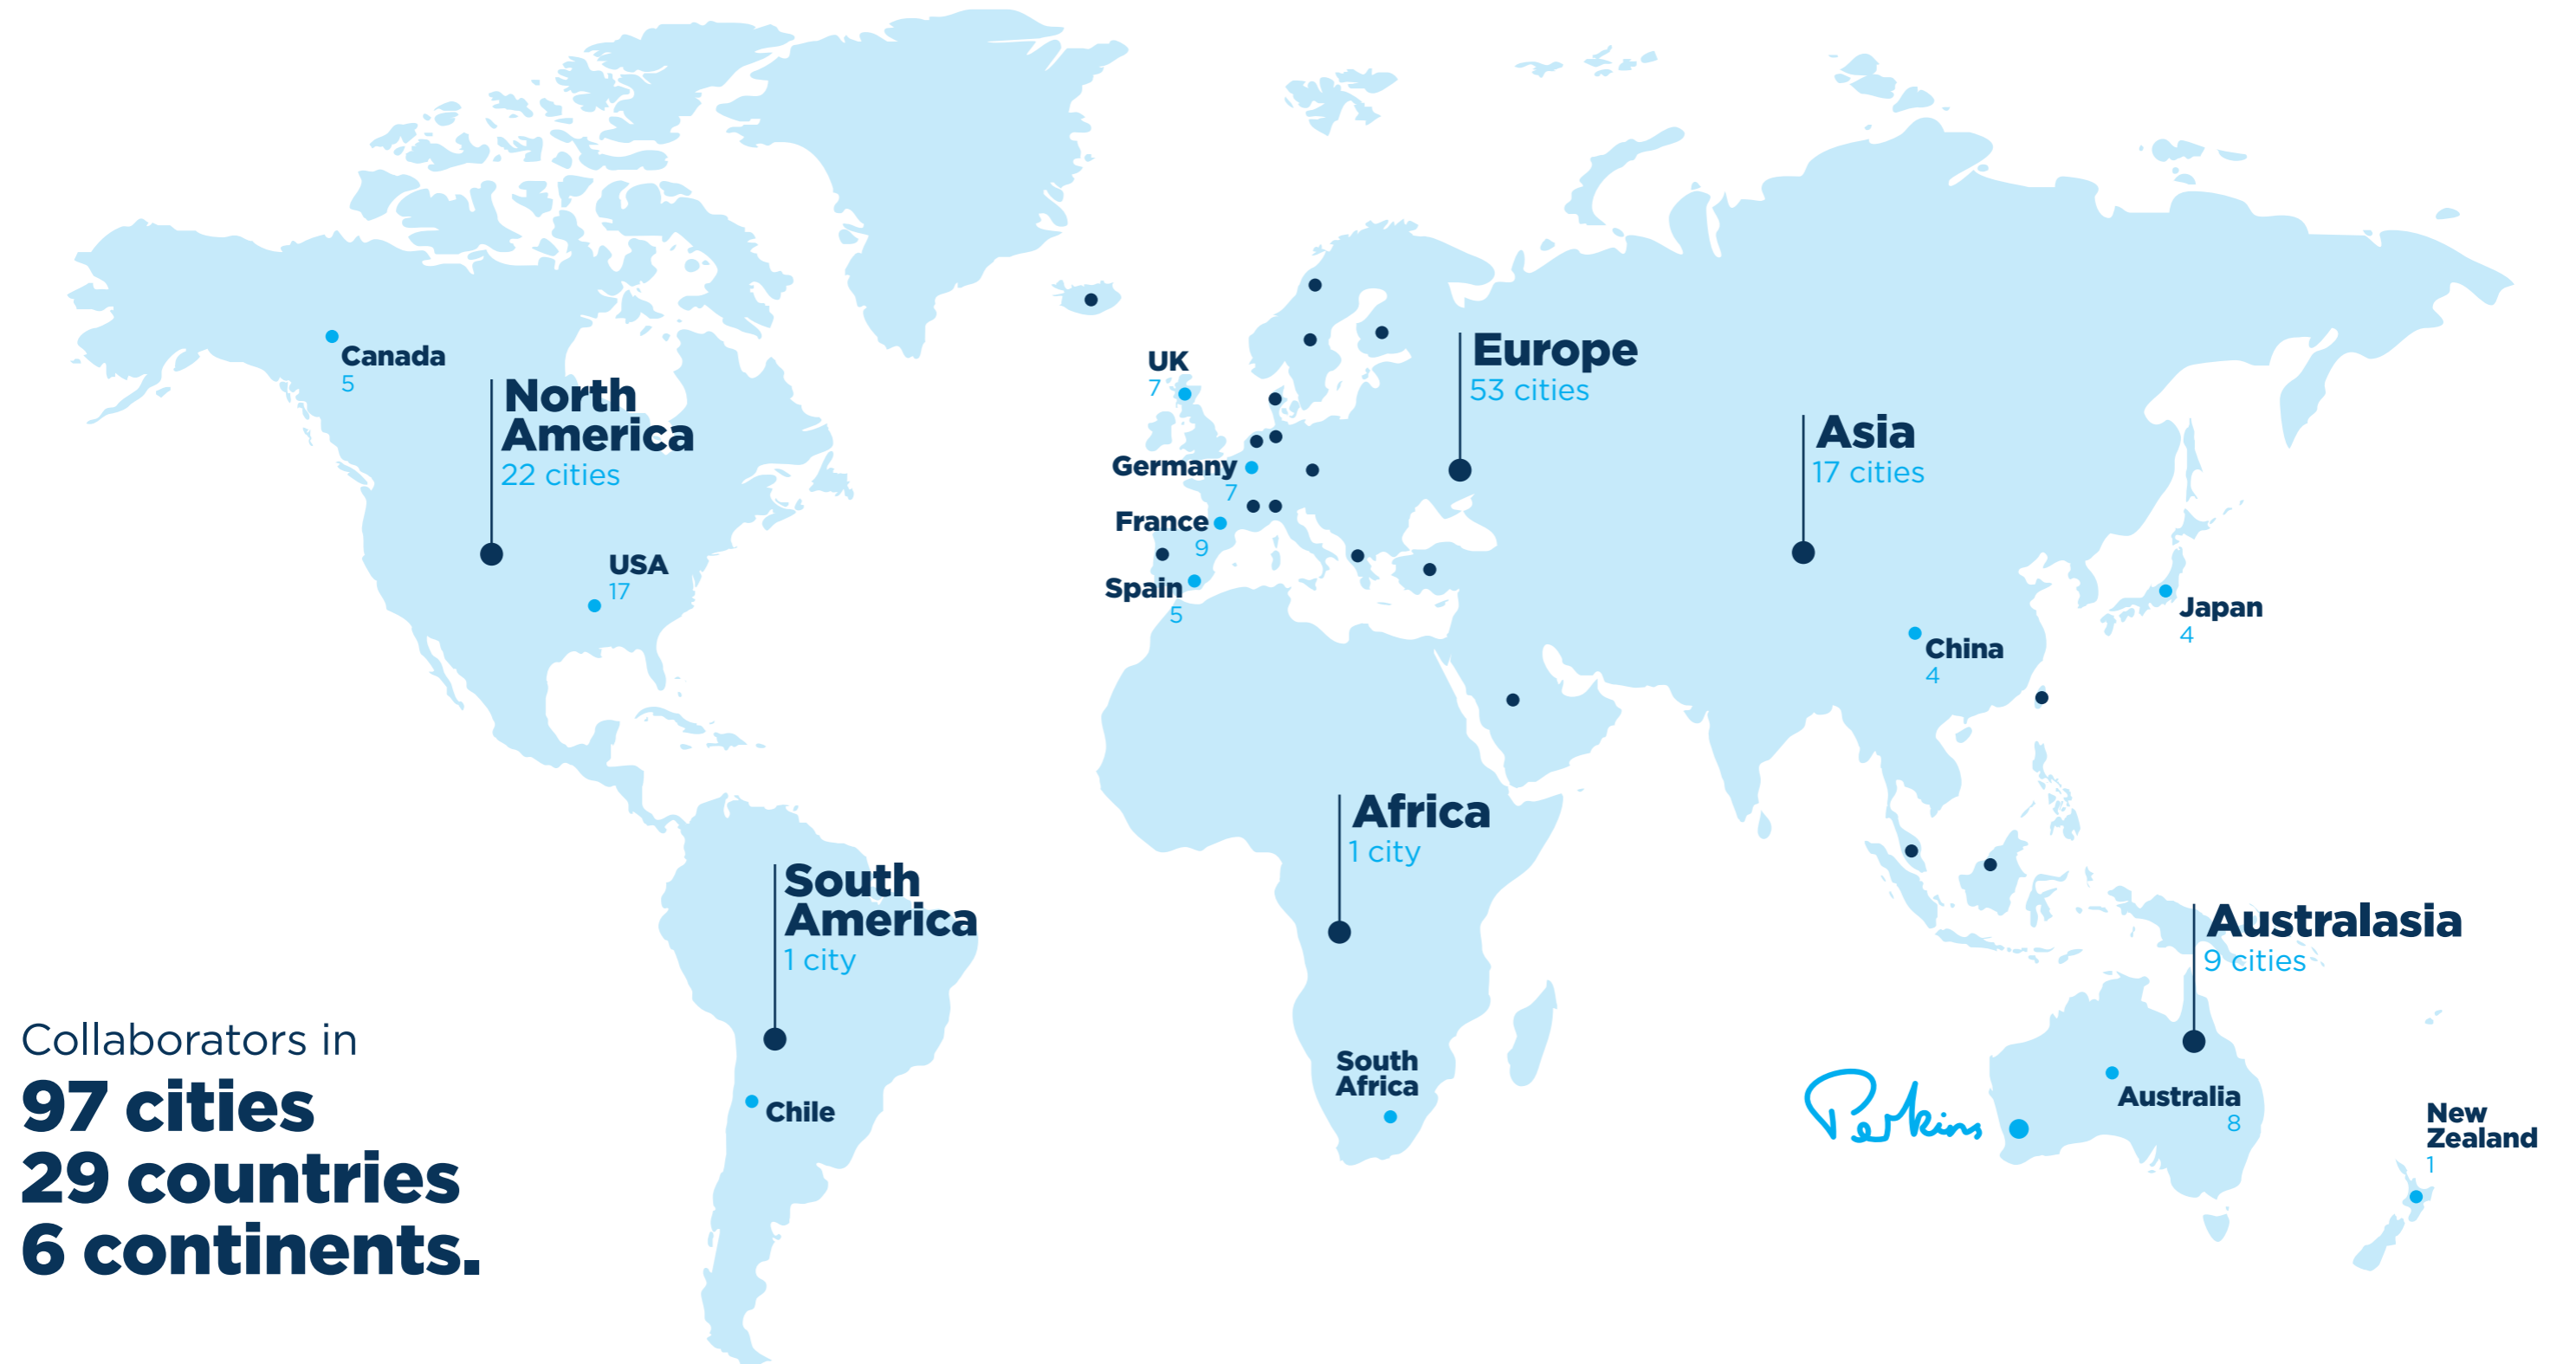 Canada
5
North
America
22 cities
USA
17
South
America
1 city
Chile
UK
7
Germany
7
France
9
Spain
5
Europe
53 cities
Africa
1 city
South
Africa
Asia
17 cities
China
4
Japan
4
Australasia
9 cities
Perkins
Australia
8
New
Zealand
1
Collaborators in
97 cities
29 countries
6 continents.